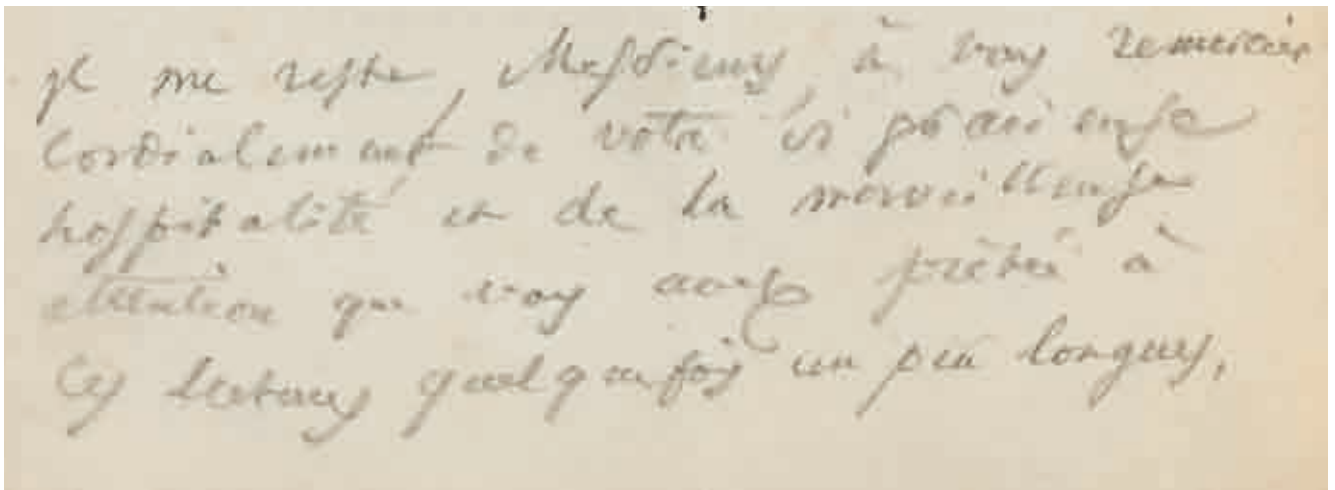 Il me reste, Messieurs, à vous remercier
Cordialement de votre si précieuse
hospitalité et de la merveilleuse
attention que vous avez prêtée à
Ces lectures quelquefois un peu longues,